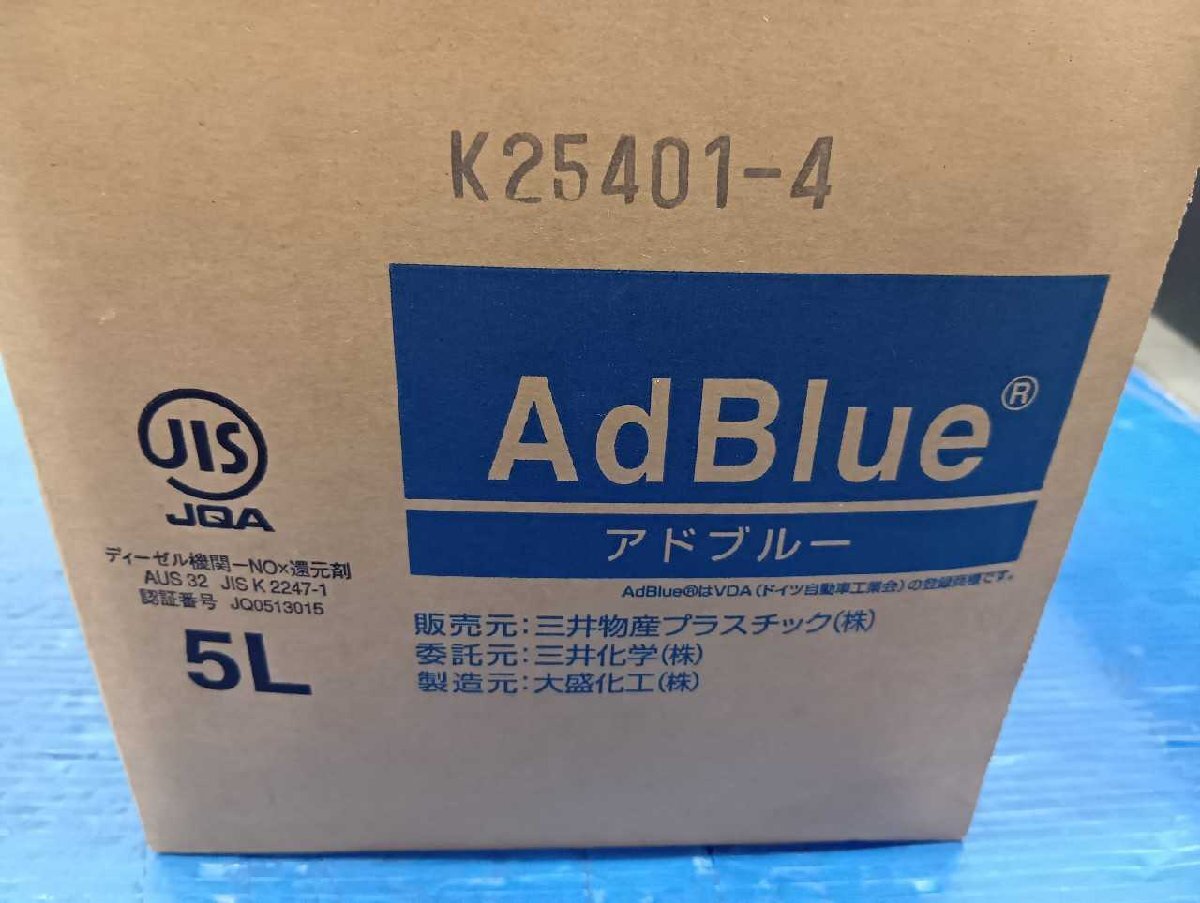 K25401-4
AdBlue®
アドブルー
AdBlue®はVDA(ドイツ自動車工業会)の登録商標です。
JIS
JQA
ディーゼル機関-NOx還元剤
AUS 32 JIS K 2247-1
認証番号 JQ0513015
5L
販売元:三井物産プラスチック(株)
委託元:三井化学(株)
製造元:大盛化工(株)